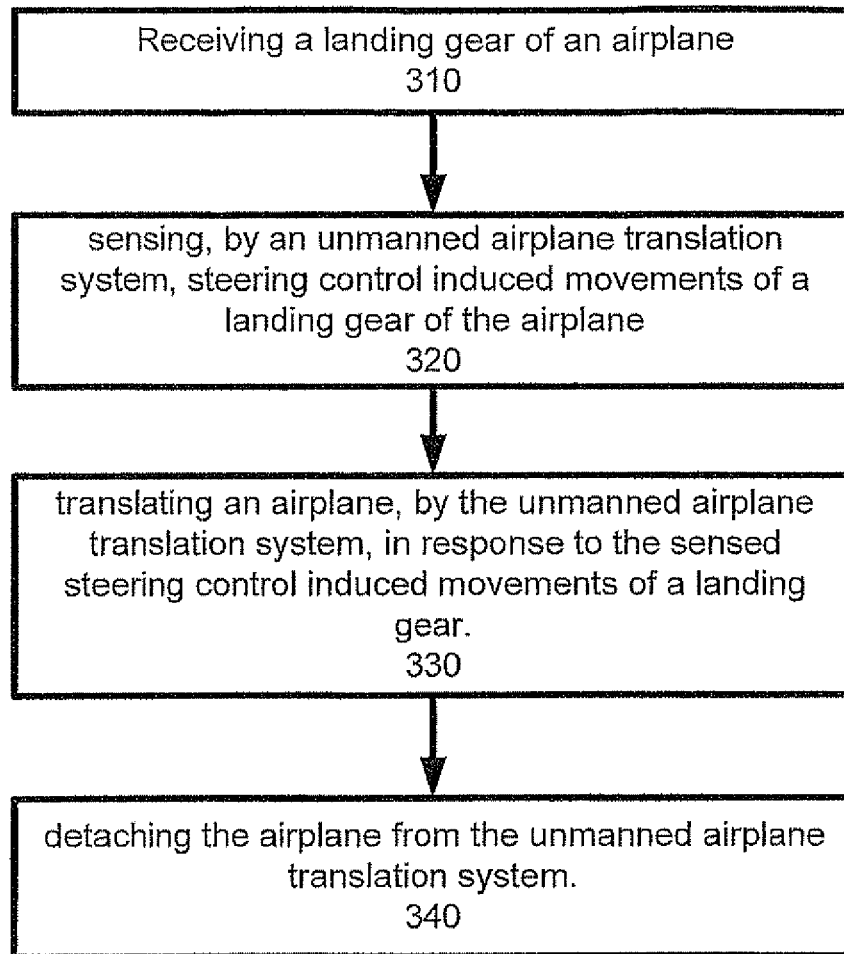 Receiving a landing gear of an airplane
310
sensing, by an unmanned airplane translation
system, steering control induced movements of a
landing gear of the airplane
320
translating an airplane, by the unmanned airplane
translation system, in response to the sensed
steering control induced movements of a landing
gear.
330
detaching the airplane from the unmanned airplane
translation system.
340